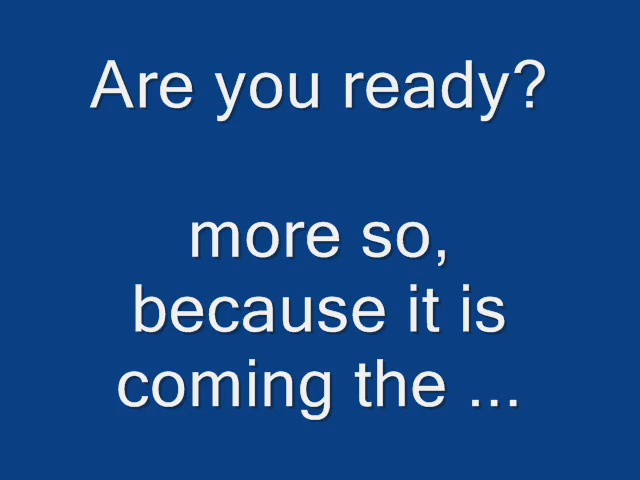 Are you ready?
more so,
because it is
coming the ...